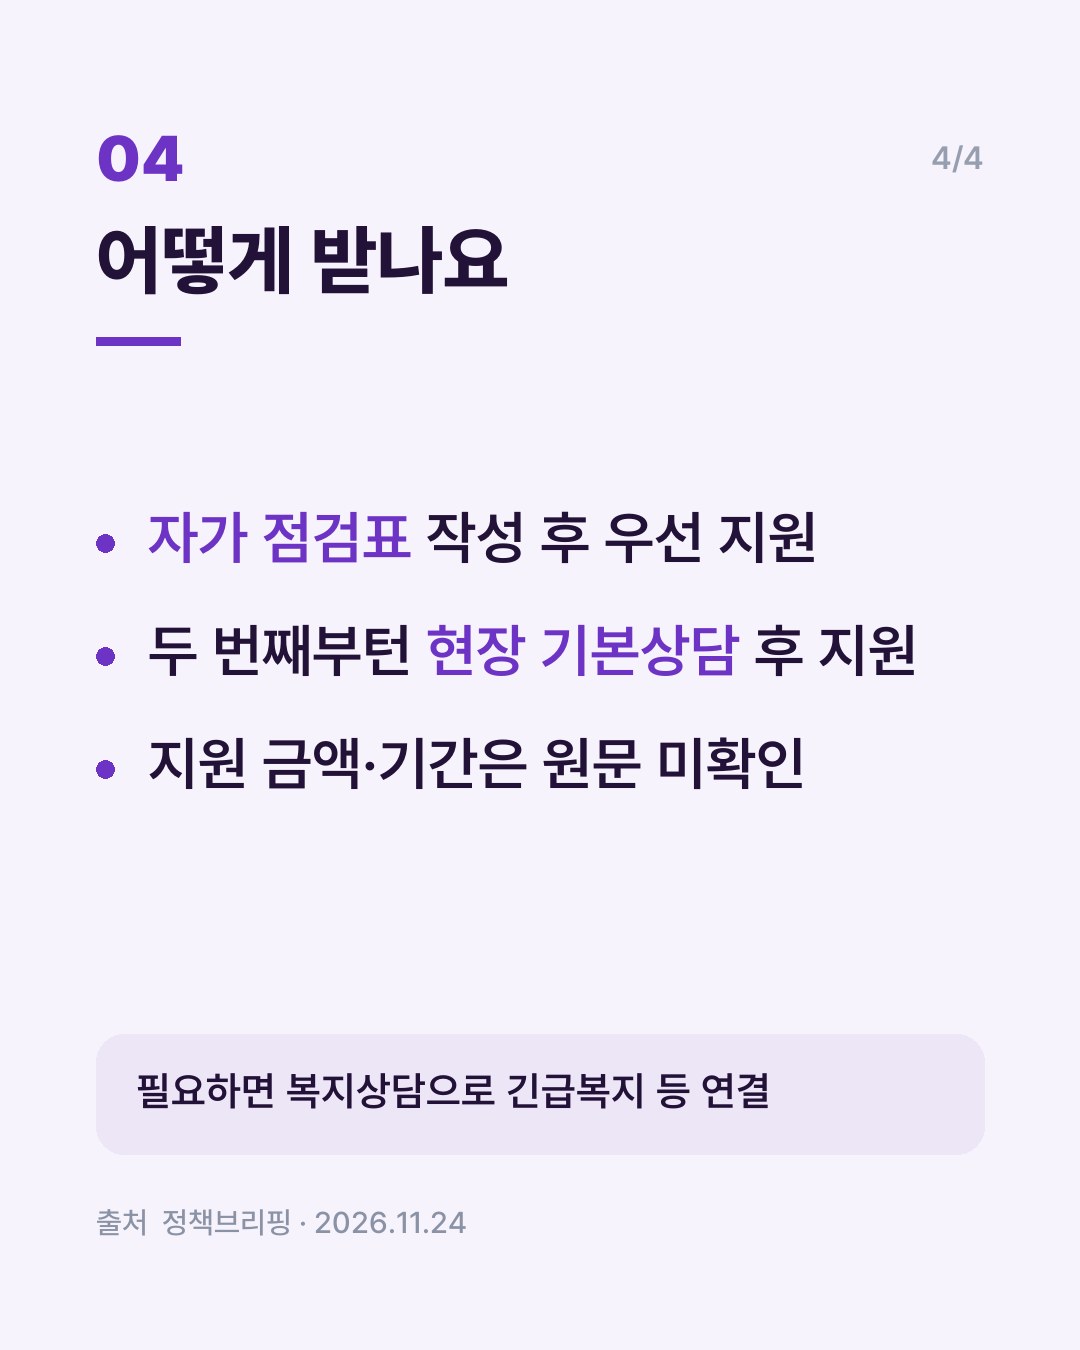 04
4/4
어떻게 받나요
자가 점검표 작성 후 우선 지원
두 번째부턴 현장 기본상담 후 지원
지원 금액·기간은 원문 미확인
필요하면 복지상담으로 긴급복지 등 연결
출처 정책브리핑 · 2026.11.24